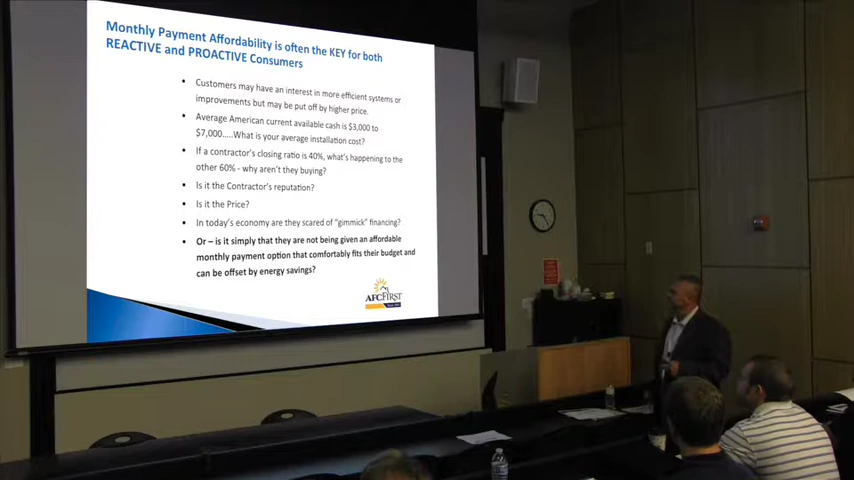 Monthly Payment Affordability is often the KEY for both
REACTIVE and PROACTIVE Consumers
• Customers may have an interest in more efficient systems or
improvements but may be put off by higher price.
• Average American current available cash is $3,000 to
$7,000.....What is your average installation cost?
• If a contractor's closing ratio is 40%, what's happening to the
other 60% - why aren't they buying?
• Is it the Contractor's reputation?
• Is it the Price?
• In today's economy are they scared of "gimmick" financing?
• Or – is it simply that they are not being given an affordable
monthly payment option that comfortably fits their budget and
can be offset by energy savings?
AFC FIRST